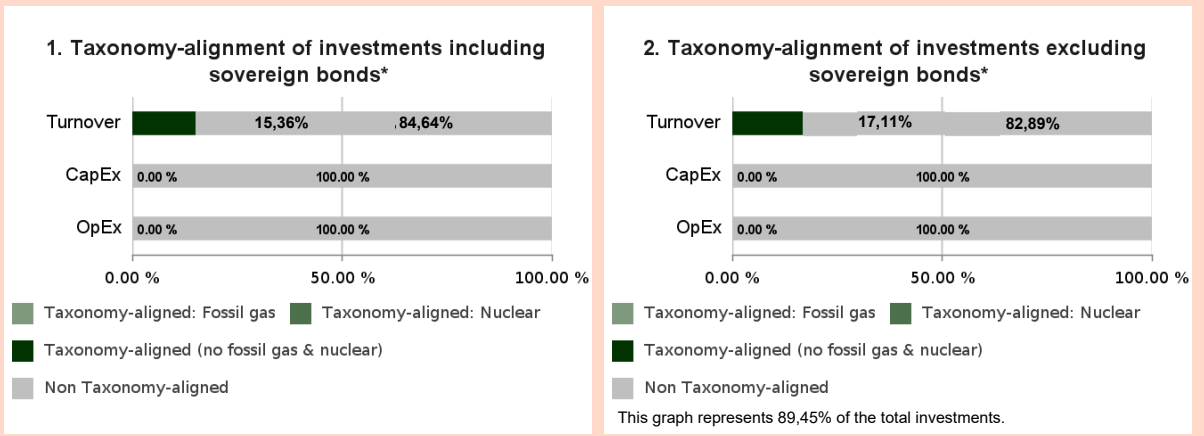 1. Taxonomy-alignment of investments including
sovereign bonds*
Turnover 15,36% 84,64%
CapEx 0.00 % 100.00 %
OpEx 0.00 % 100.00 %
0.00 % 50.00 % 100.00 %
Taxonomy-aligned: Fossil gas Taxonomy-aligned: Nuclear
Taxonomy-aligned (no fossil gas & nuclear)
Non Taxonomy-aligned
2. Taxonomy-alignment of investments excluding
sovereign bonds*
Turnover 17,11% 82,89%
CapEx 0.00 % 100.00 %
OpEx 0.00 % 100.00 %
0.00 % 50.00 % 100.00 %
Taxonomy-aligned: Fossil gas Taxonomy-aligned: Nuclear
Taxonomy-aligned (no fossil gas & nuclear)
Non Taxonomy-aligned
This graph represents 89,45% of the total investments.